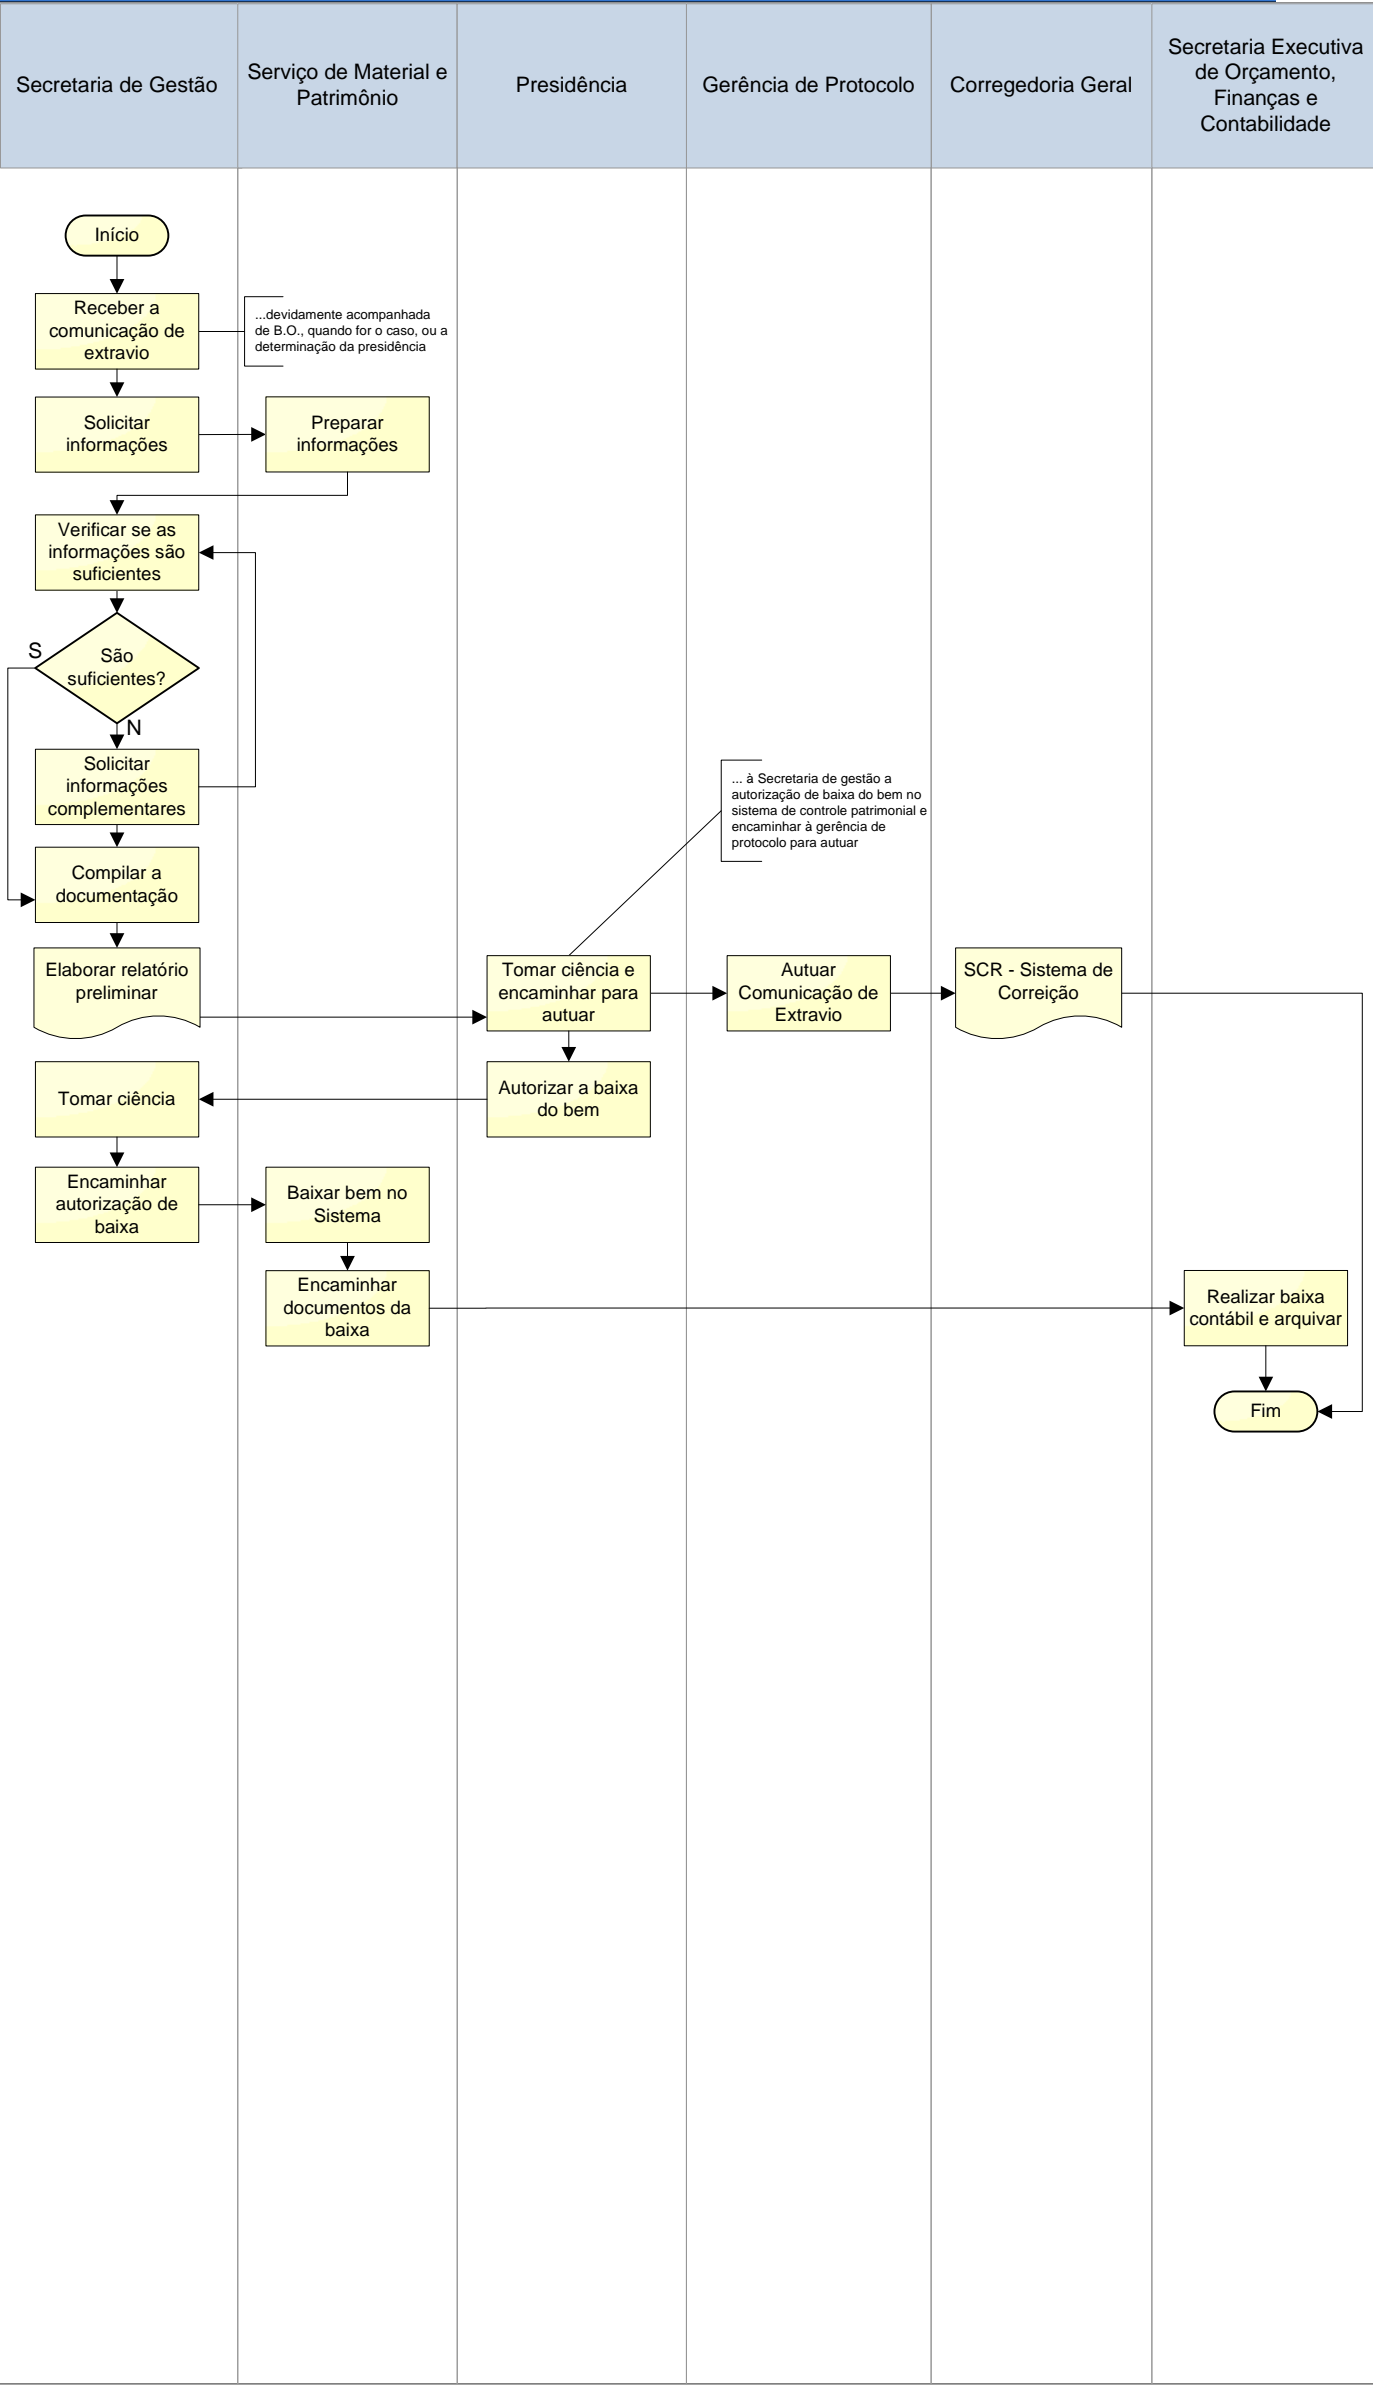 Secretaria de Gestão
Serviço de Material e
Patrimônio
Presidência
Gerência de Protocolo
Corregedoria Geral
Secretaria Executiva
de Orçamento,
Finanças e
Contabilidade
Início
Receber a
comunicação de
extravio
...devidamente acompanhada
de B.O., quando for o caso, ou a
determinação da presidência
Solicitar
informações
Preparar
informações
Verificar se as
informações são
suficientes
S
São
suficientes?
N
Solicitar
informações
complementares
... à Secretaria de gestão a
autorização de baixa do bem no
sistema de controle patrimonial e
encaminhar à gerência de
protocolo para autuar
Compilar a
documentação
Elaborar relatório
preliminar
Tomar ciência e
encaminhar para
autuar
Autuar
Comunicação de
Extravio
SCR - Sistema de
Correição
Tomar ciência
Autorizar a baixa
do bem
Encaminhar
autorização de
baixa
Baixar bem no
Sistema
Encaminhar
documentos da
baixa
Realizar baixa
contábil e arquivar
Fim